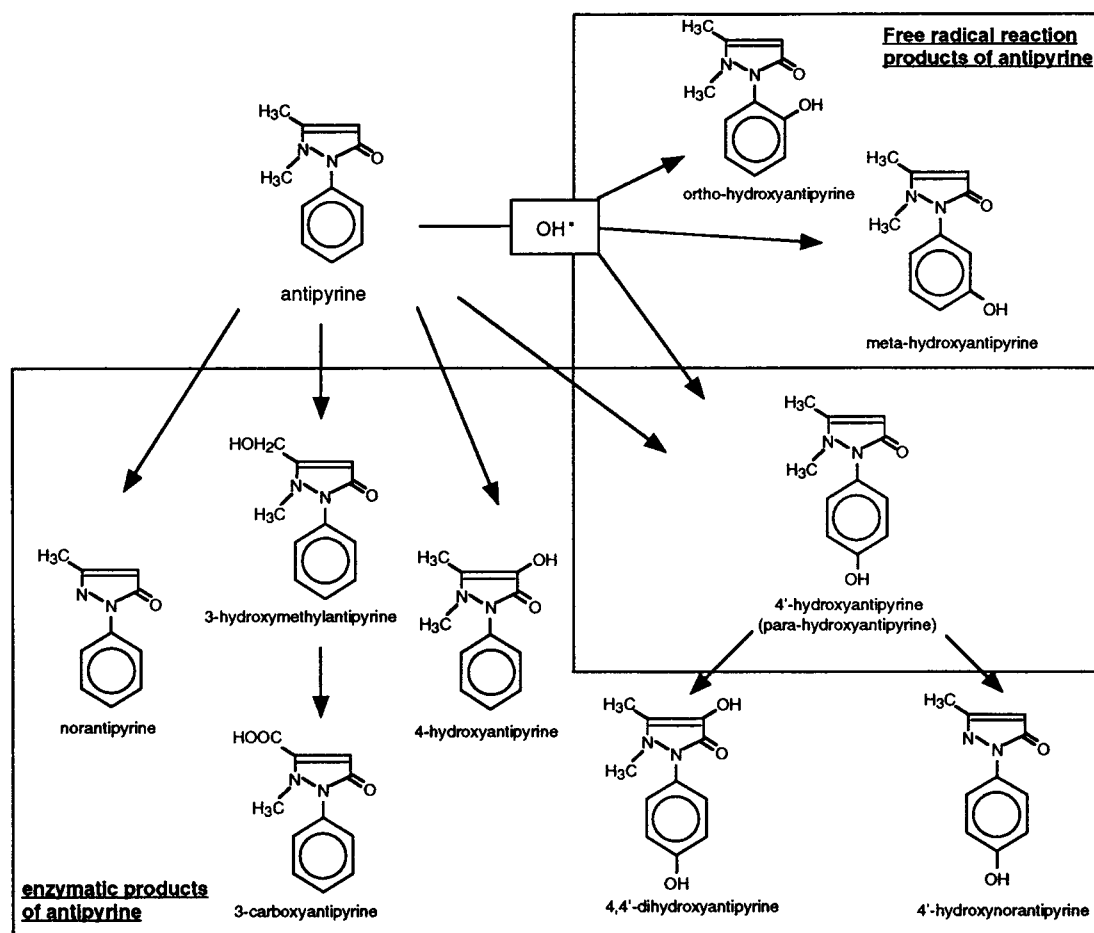 Free radical reaction
products of antipyrine
H₃C
N
N
O
H₃C
OH
ortho-hydroxyantipyrine
H₃C
N
N
O
H₃C
OH
meta-hydroxyantipyrine
H₃C
N
N
O
H₃C
antipyrine
OH•
H₃C
N
N
O
H₃C
OH
4'-hydroxyantipyrine
(para-hydroxyantipyrine)
HOH₂C
N
N
O
H₃C
3-hydroxymethylantipyrine
H₃C
N
N
O
norantipyrine
OH
H₃C
N
N
O
H₃C
4-hydroxyantipyrine
HOOC
N
N
O
H₃C
3-carboxyantipyrine
H₃C
OH
N
N
O
H₃C
OH
4,4'-dihydroxyantipyrine
H₃C
N
N
O
OH
4'-hydroxynorantipyrine
enzymatic products
of antipyrine